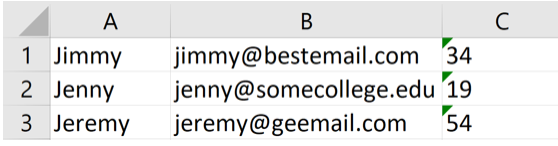 A B C
1 Jimmy jimmy@bestemail.com 34
2 Jenny jenny@somecollege.edu 19
3 Jeremy jeremy@geemail.com 54